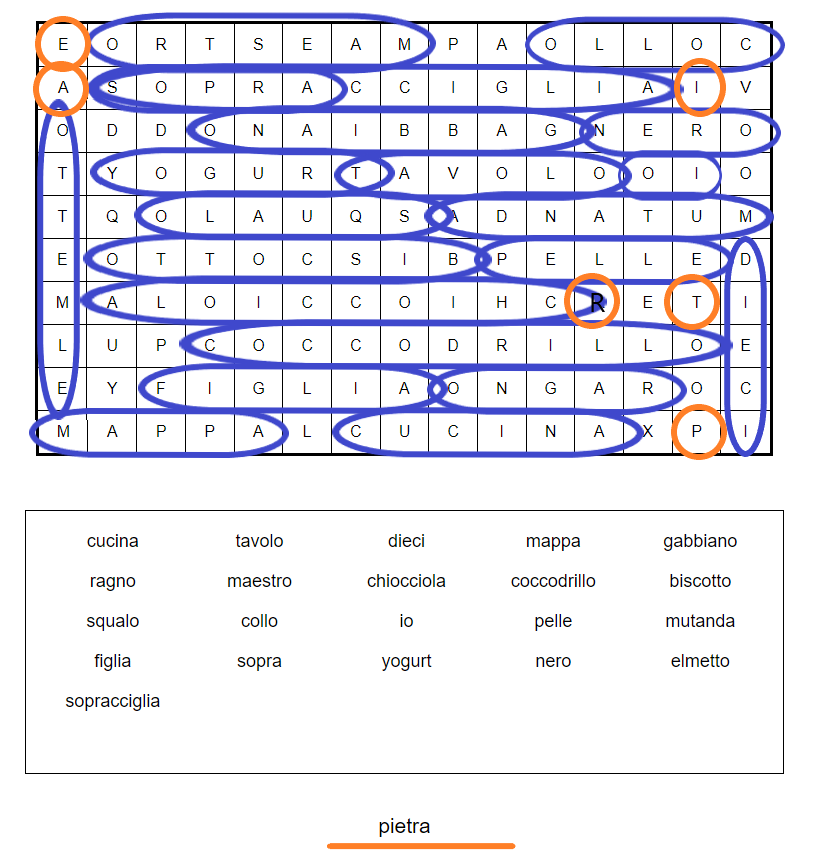 E O R T S E A M P A O L L O C
A S O P R A C C I G L I A I V
O D D O N A I B B A G N E R O
T Y O G U R T A V O L O O I O
T Q O L A U Q S A D N A T U M
E O T T O C S I B P E L L E D
M A L O I C C O I H C R E T I
L U P C O C C O D R I L L O E
E Y F I G L I A O N G A R O C
M A P P A L C U C I N A X P I
cucina tavolo dieci mappa gabbiano
ragno maestro chiocciola coccodrillo biscotto
squalo collo io pelle mutanda
figlia sopra yogurt nero elmetto
sopracciglia
pietra